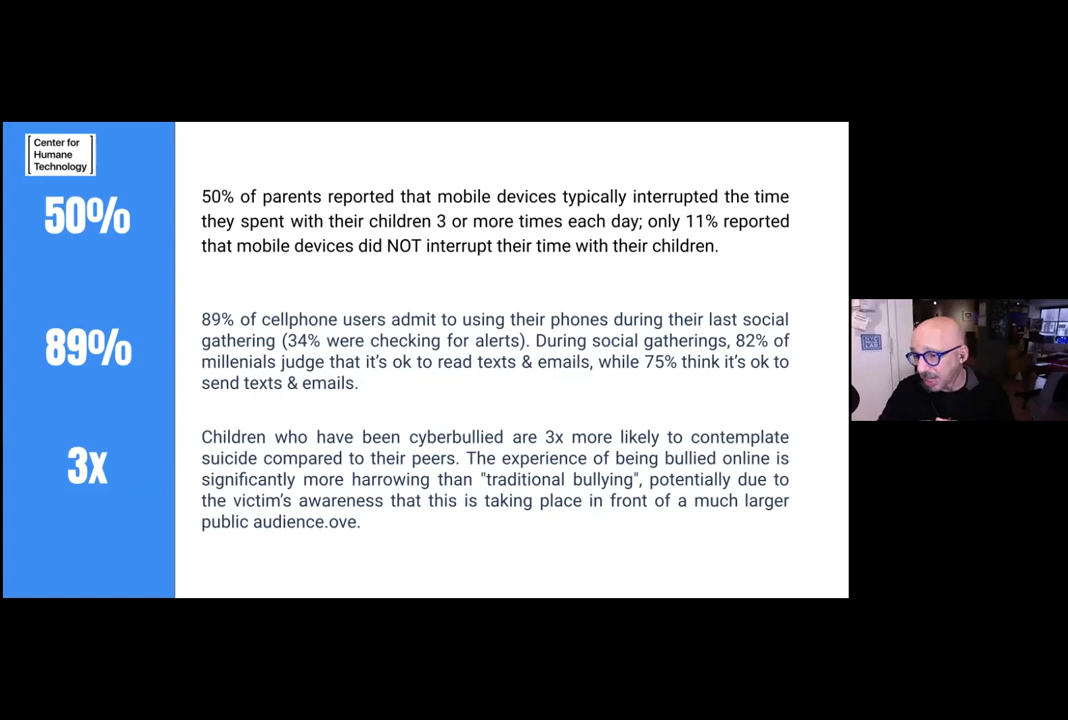 Center for
Humane
Technology
50%
50% of parents reported that mobile devices typically interrupted the time
they spent with their children 3 or more times each day; only 11% reported
that mobile devices did NOT interrupt their time with their children.
89%
89% of cellphone users admit to using their phones during their last social
gathering (34% were checking for alerts). During social gatherings, 82% of
millenials judge that it's ok to read texts & emails, while 75% think it's ok to
send texts & emails.
3x
Children who have been cyberbullied are 3x more likely to contemplate
suicide compared to their peers. The experience of being bullied online is
significantly more harrowing than "traditional bullying", potentially due to
the victim's awareness that this is taking place in front of a much larger
public audience.ove.